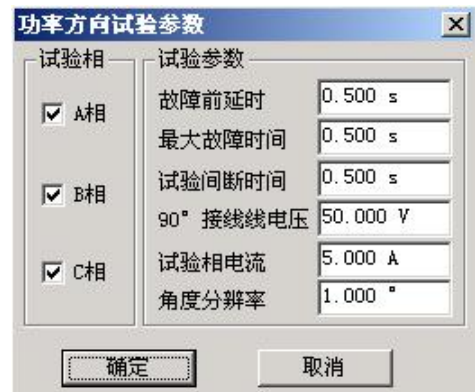 功率方向试验参数
试验相
A相
B相
C相
试验参数
故障前延时 0.500 s
最大故障时间 0.500 s
试验间断时间 0.500 s
90° 接线线电压 50.000 V
试验相电流 5.000 A
角度分辨率 1.000 °
确定 取消